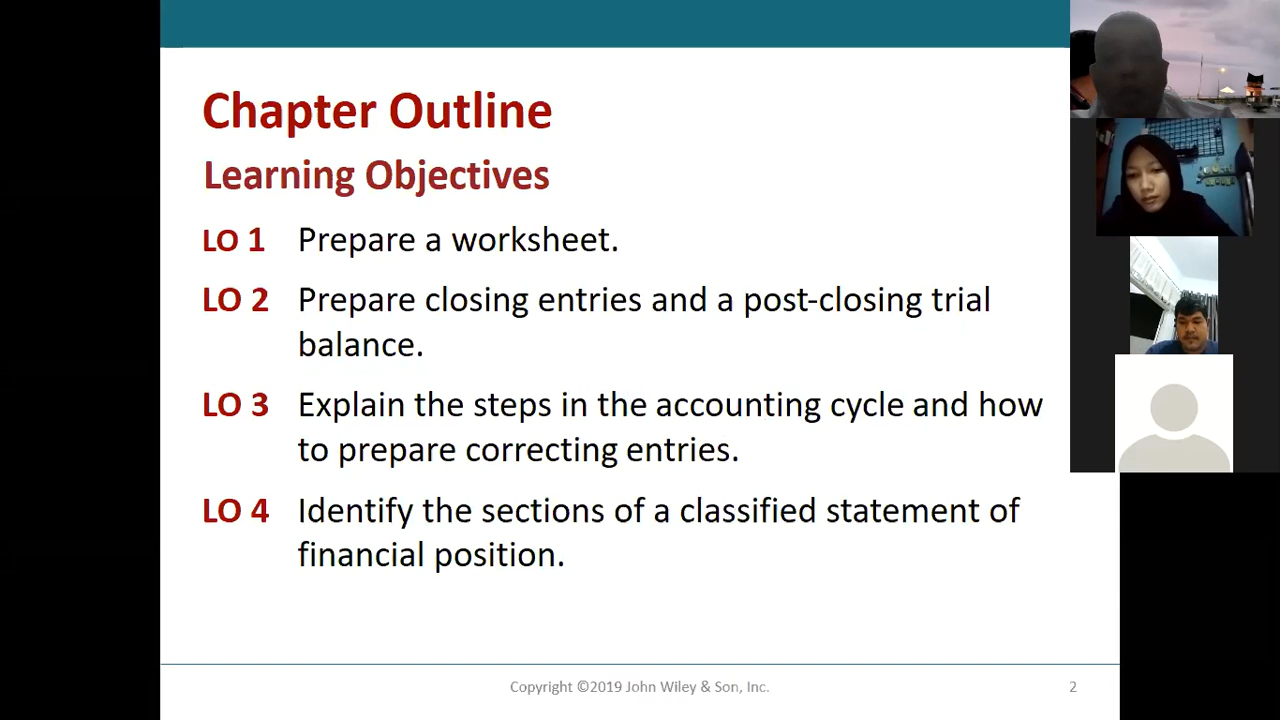 Chapter Outline
Learning Objectives
LO 1 Prepare a worksheet.
LO 2 Prepare closing entries and a post-closing trial
balance.
LO 3 Explain the steps in the accounting cycle and how
to prepare correcting entries.
LO 4 Identify the sections of a classified statement of
financial position.
Copyright ©2019 John Wiley & Son, Inc.
2